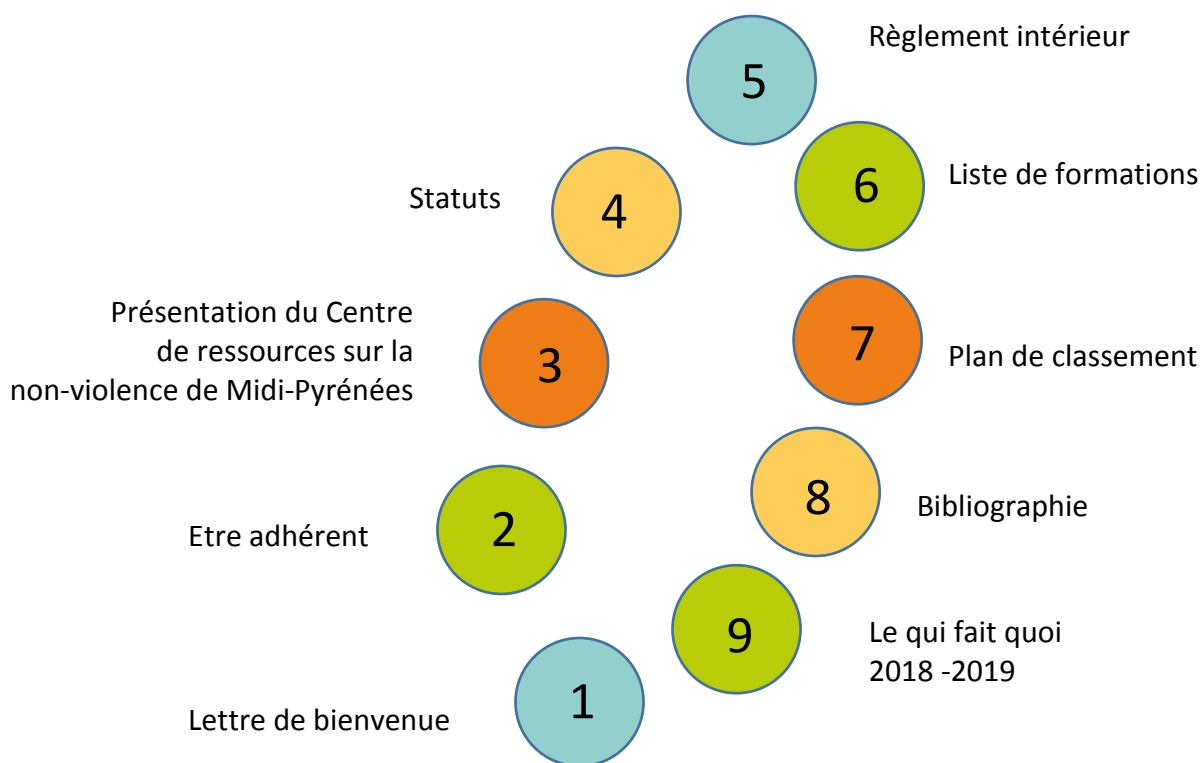 5
Règlement intérieur
6
Liste de formations
4
Statuts
7
Plan de classement
3
Présentation du Centre
de ressources sur la
non-violence de Midi-Pyrénées
8
Bibliographie
2
Etre adhérent
9
Le qui fait quoi
2018 -2019
1
Lettre de bienvenue